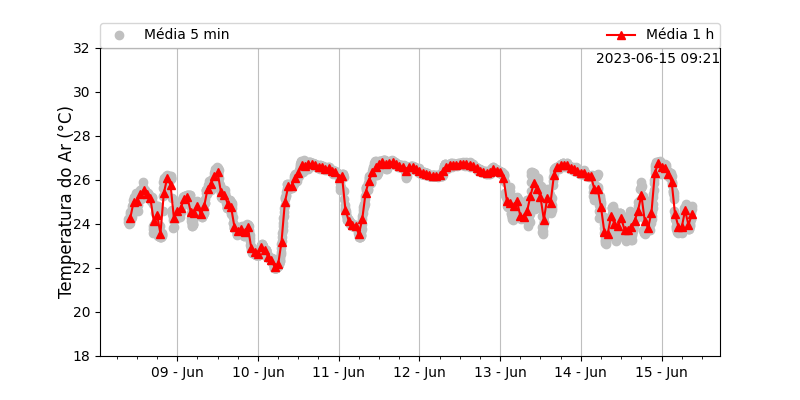 Média 5 min
Média 1 h
2023-06-15 09:21
Temperatura do Ar (°C)
32
30
28
26
24
22
20
18
09 - Jun
10 - Jun
11 - Jun
12 - Jun
13 - Jun
14 - Jun
15 - Jun